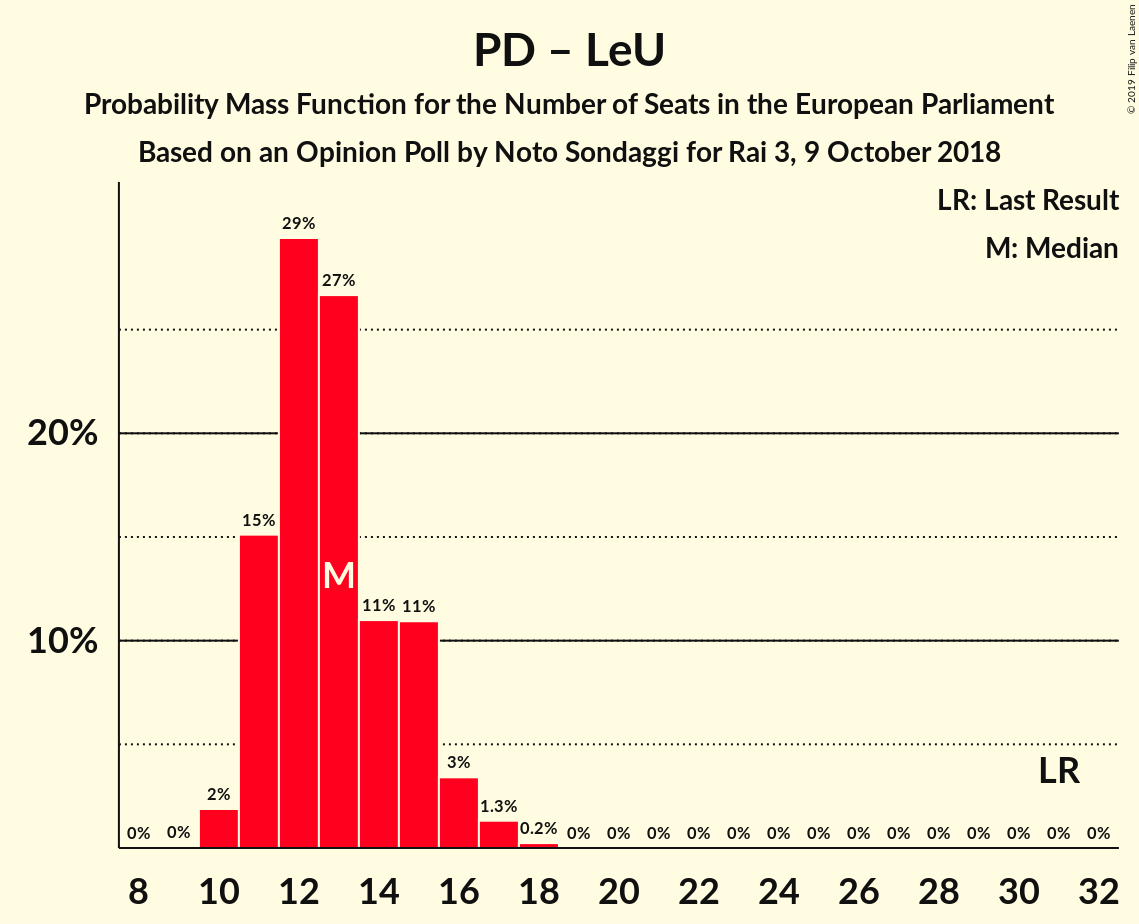 PD – LeU
Probability Mass Function for the Number of Seats in the European Parliament
Based on an Opinion Poll by Noto Sondaggi for Rai 3, 9 October 2018
© 2019 Filip van Laenen
LR: Last Result
M: Median
29%
27%
20%
15%
M
11% 11%
10%
LR
3%
2%
1.3%
0.2%
0% 0% 0% 0% 0% 0% 0% 0% 0% 0% 0% 0% 0% 0% 0% 0%
8 10 12 14 16 18 20 22 24 26 28 30 32